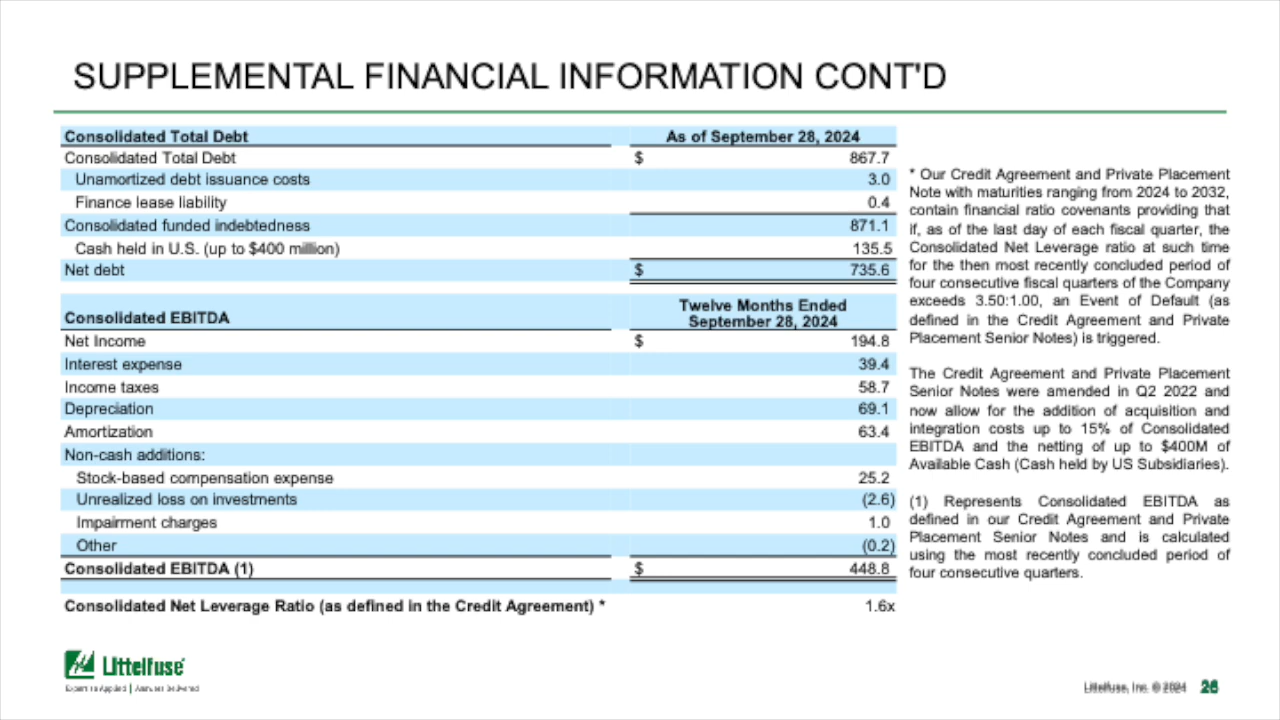 SUPPLEMENTAL FINANCIAL INFORMATION CONT'D
Consolidated Total Debt As of September 28, 2024
Consolidated Total Debt $ 867.7
Unamortized debt issuance costs 3.0
Finance lease liability 0.4
Consolidated funded indebtedness 871.1
Cash held in U.S. (up to $400 million) 135.5
Net debt $ 735.6
Consolidated EBITDA Twelve Months Ended
September 28, 2024
Net Income $ 194.8
Interest expense 39.4
Income taxes 58.7
Depreciation 69.1
Amortization 63.4
Non-cash additions:
Stock-based compensation expense 25.2
Unrealized loss on investments (2.6)
Impairment charges 1.0
Other (0.2)
Consolidated EBITDA (1) $ 448.8
Consolidated Net Leverage Ratio (as defined in the Credit Agreement) * 1.6x
* Our Credit Agreement and Private Placement
Note with maturities ranging from 2024 to 2032,
contain financial ratio covenants providing that
if, as of the last day of each fiscal quarter, the
Consolidated Net Leverage ratio at such time
for the then most recently concluded period of
four consecutive fiscal quarters of the Company
exceeds 3.50:1.00, an Event of Default (as
defined in the Credit Agreement and Private
Placement Senior Notes) is triggered.
The Credit Agreement and Private Placement
Senior Notes were amended in Q2 2022 and
now allow for the addition of acquisition and
integration costs up to 15% of Consolidated
EBITDA and the netting of up to $400M of
Available Cash (Cash held by US Subsidiaries).
(1) Represents Consolidated EBITDA as
defined in our Credit Agreement and Private
Placement Senior Notes and is calculated
using the most recently concluded period of
four consecutive quarters.
Littelfuse
Expertise Applied | Answers Delivered
Littelfuse, Inc. © 2024 26